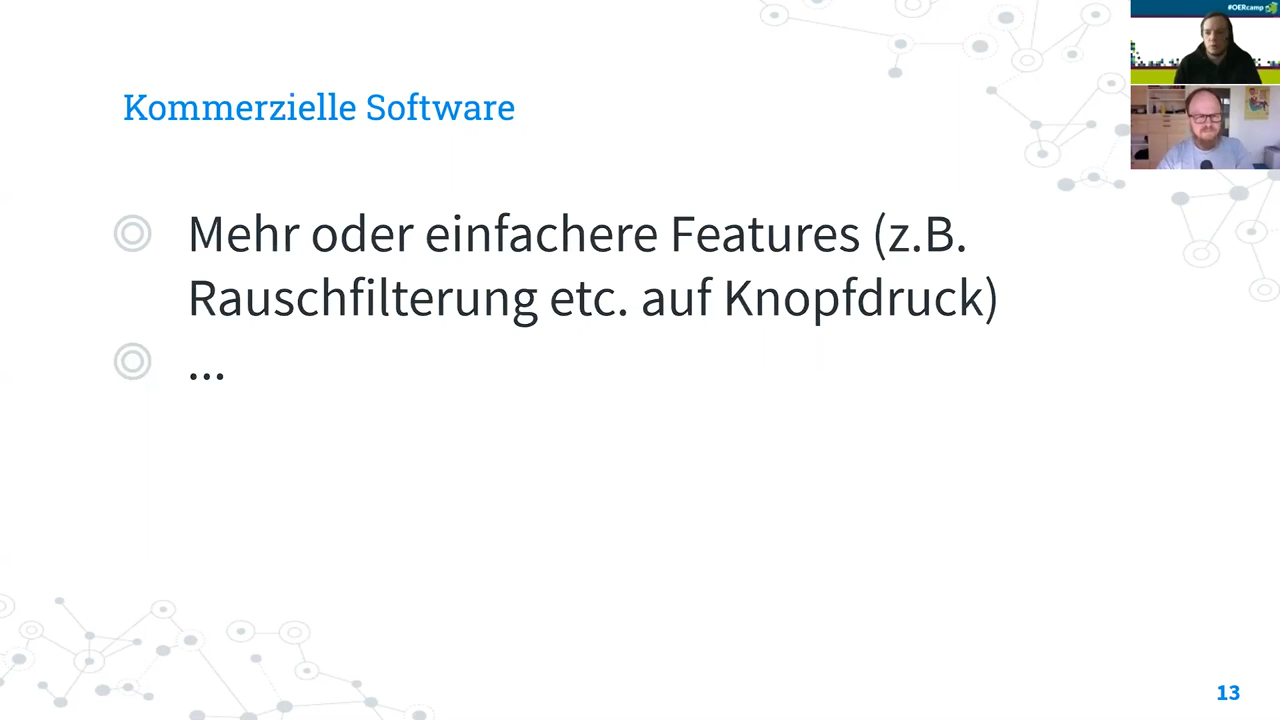 #OERcamp
Kommerzielle Software
Mehr oder einfachere Features (z.B.
Rauschfilterung etc. auf Knopfdruck)
...
13